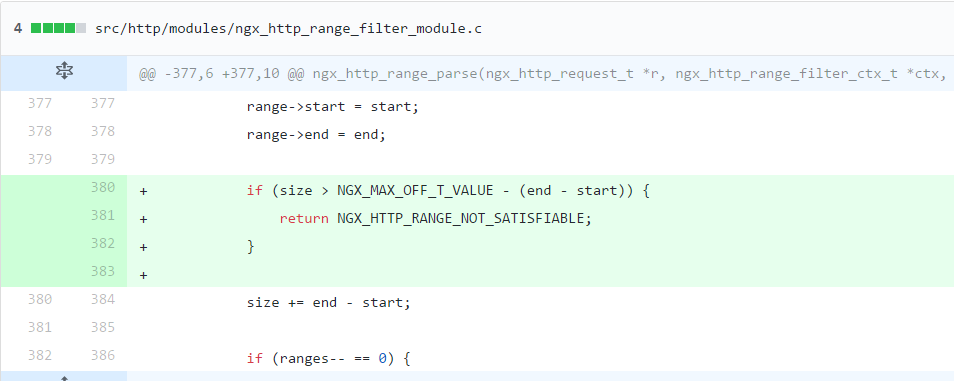 4 src/http/modules/ngx_http_range_filter_module.c
@@ -377,6 +377,10 @@ ngx_http_range_parse(ngx_http_request_t *r, ngx_http_range_filter_ctx_t *ctx,
377 377 range->start = start;
378 378 range->end = end;
379 379
380 + if (size > NGX_MAX_OFF_T_VALUE - (end - start)) {
381 + return NGX_HTTP_RANGE_NOT_SATISFIABLE;
382 + }
383 +
380 384 size += end - start;
381 385
382 386 if (ranges-- == 0) {